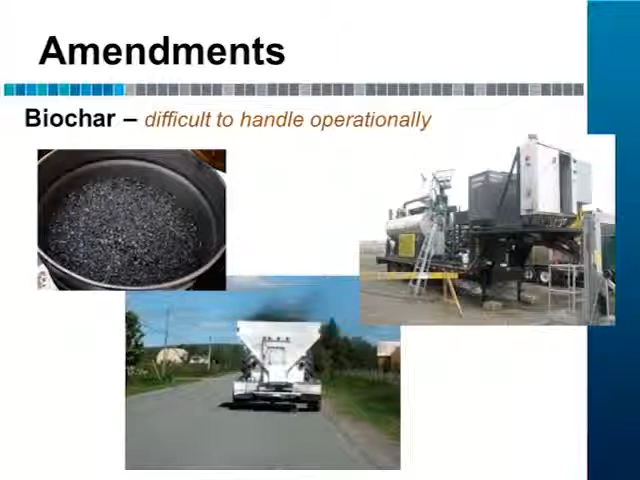 Amendments
Biochar – difficult to handle operationally